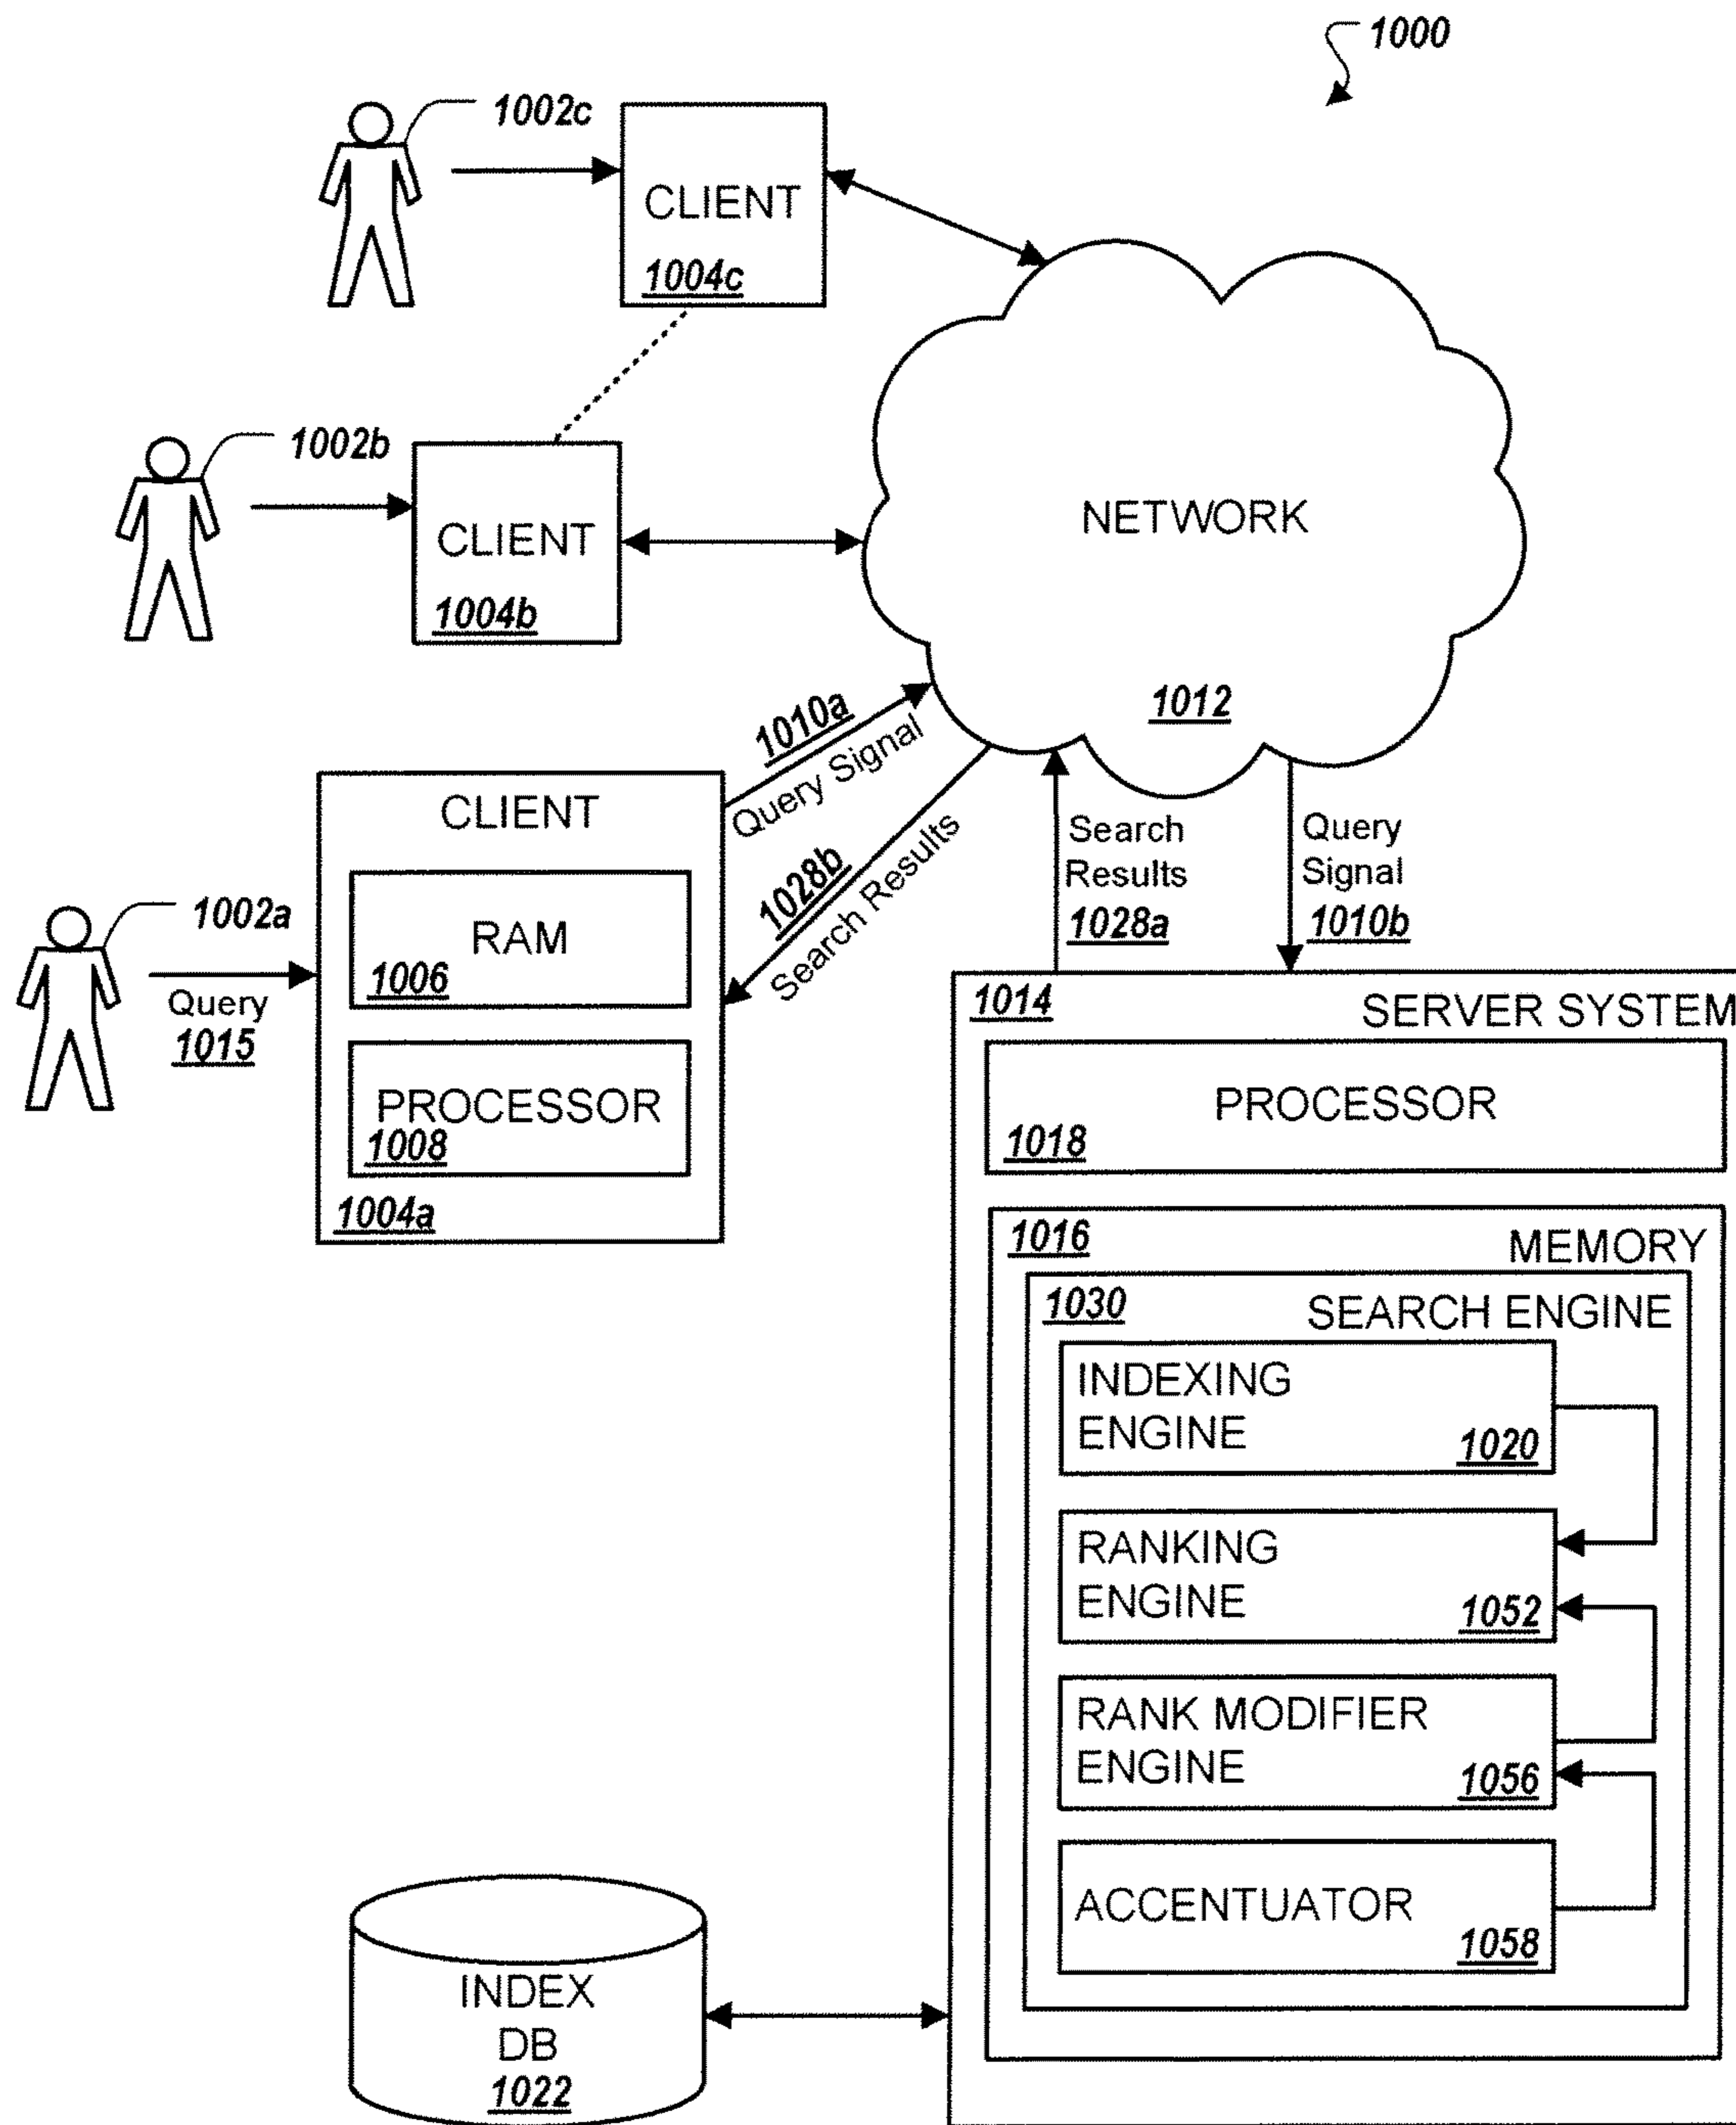 1000
1002c
CLIENT
1004c
1002b
CLIENT
1004b
NETWORK
1012
1010a
Query Signal
1028b
Search Results
CLIENT
RAM
1006
PROCESSOR
1008
1004a
1002a
Query
1015
Search
Results
1028a
Query
Signal
1010b
1014
SERVER SYSTEM
PROCESSOR
1018
1016
MEMORY
1030
SEARCH ENGINE
INDEXING
ENGINE
1020
RANKING
ENGINE
1052
RANK MODIFIER
ENGINE
1056
ACCENTUATOR
1058
INDEX
DB
1022